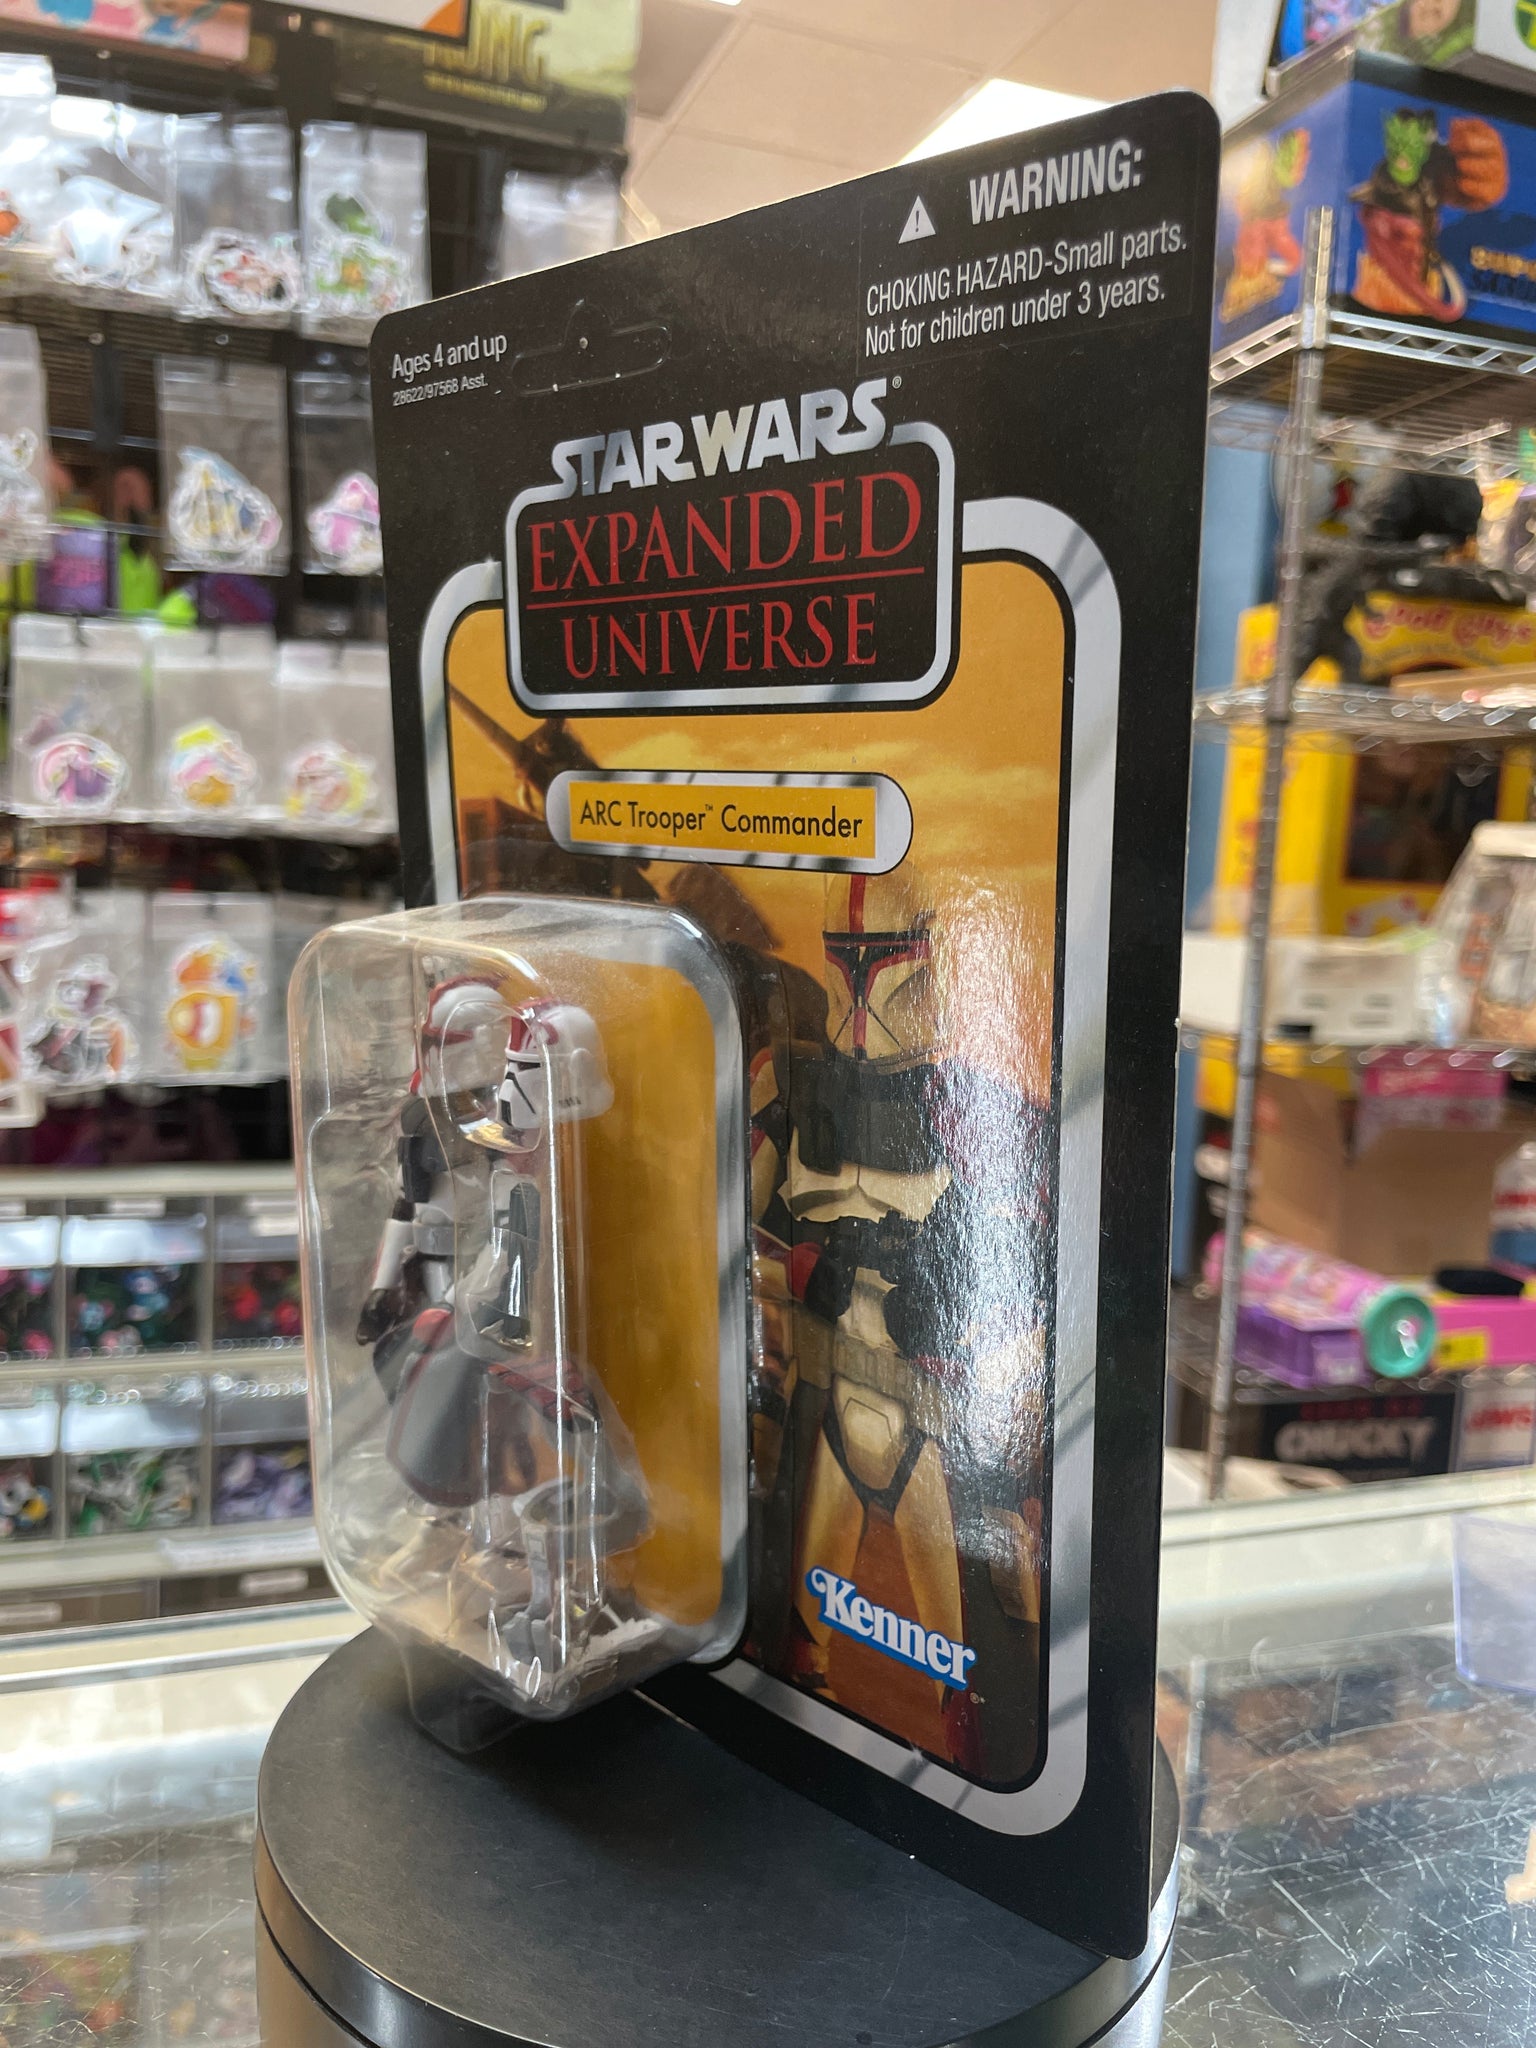 WARNING:
CHOKING HAZARD-Small parts.
Not for children under 3 years.
Ages 4 and up
28622/97568 Asst.
STAR WARS®
EXPANDED
UNIVERSE
ARC Trooper™ Commander
Kenner®
CHUCKY